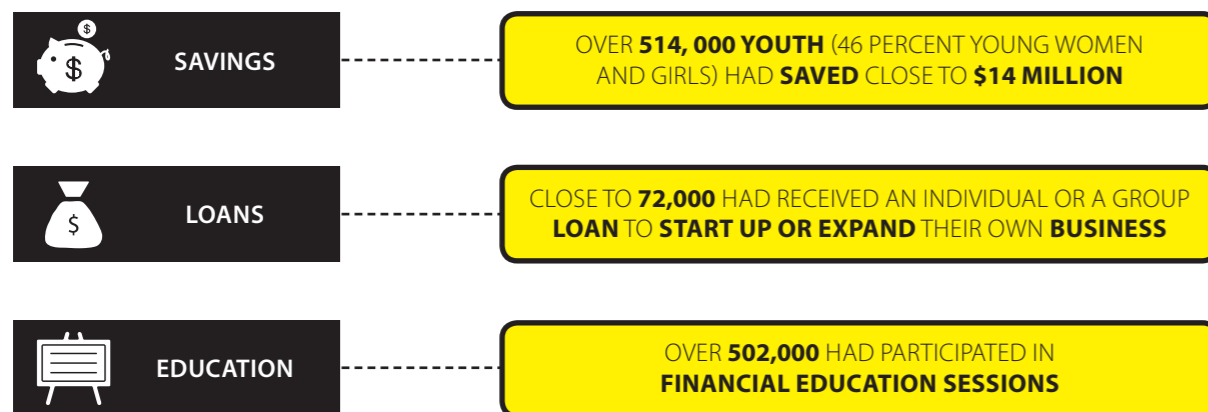 $
$
SAVINGS
OVER 514, 000 YOUTH (46 PERCENT YOUNG WOMEN
AND GIRLS) HAD SAVED CLOSE TO $14 MILLION
$
LOANS
CLOSE TO 72,000 HAD RECEIVED AN INDIVIDUAL OR A GROUP
LOAN TO START UP OR EXPAND THEIR OWN BUSINESS
EDUCATION
OVER 502,000 HAD PARTICIPATED IN
FINANCIAL EDUCATION SESSIONS